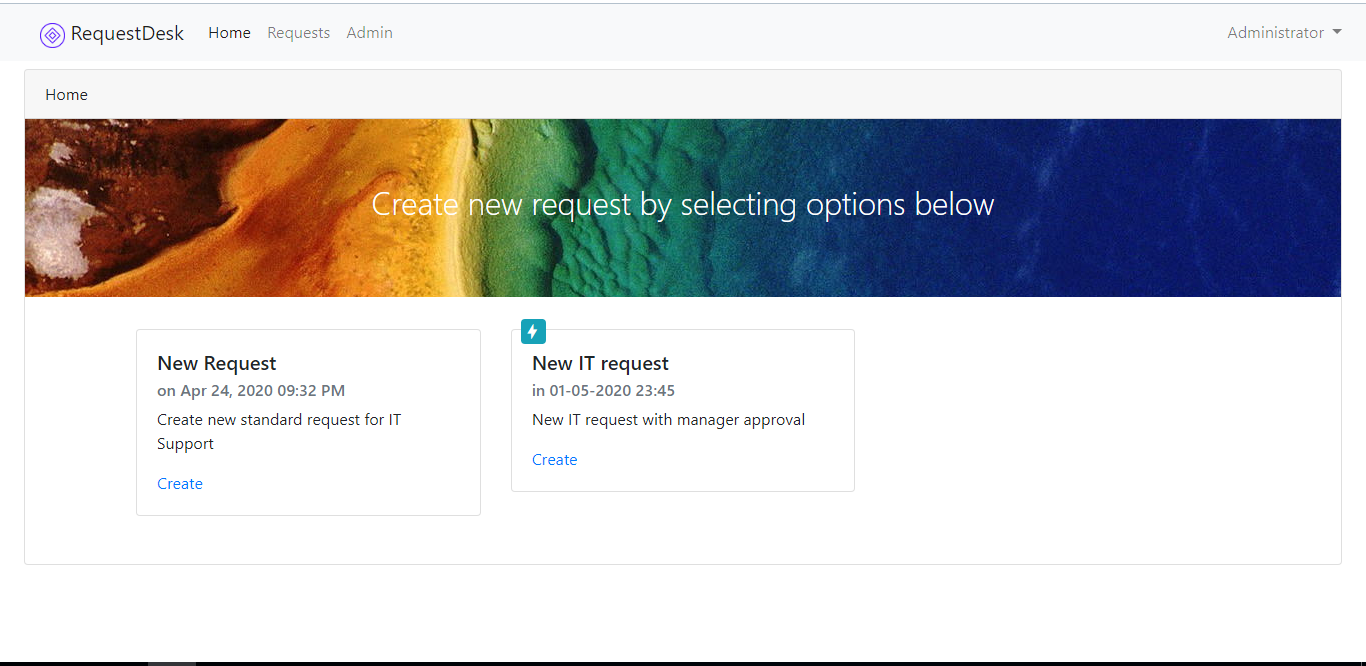 RequestDesk Home Requests Admin Administrator
Home
Create new request by selecting options below
New Request
on Apr 24, 2020 09:32 PM
Create new standard request for IT
Support
Create
New IT request
in 01-05-2020 23:45
New IT request with manager approval
Create